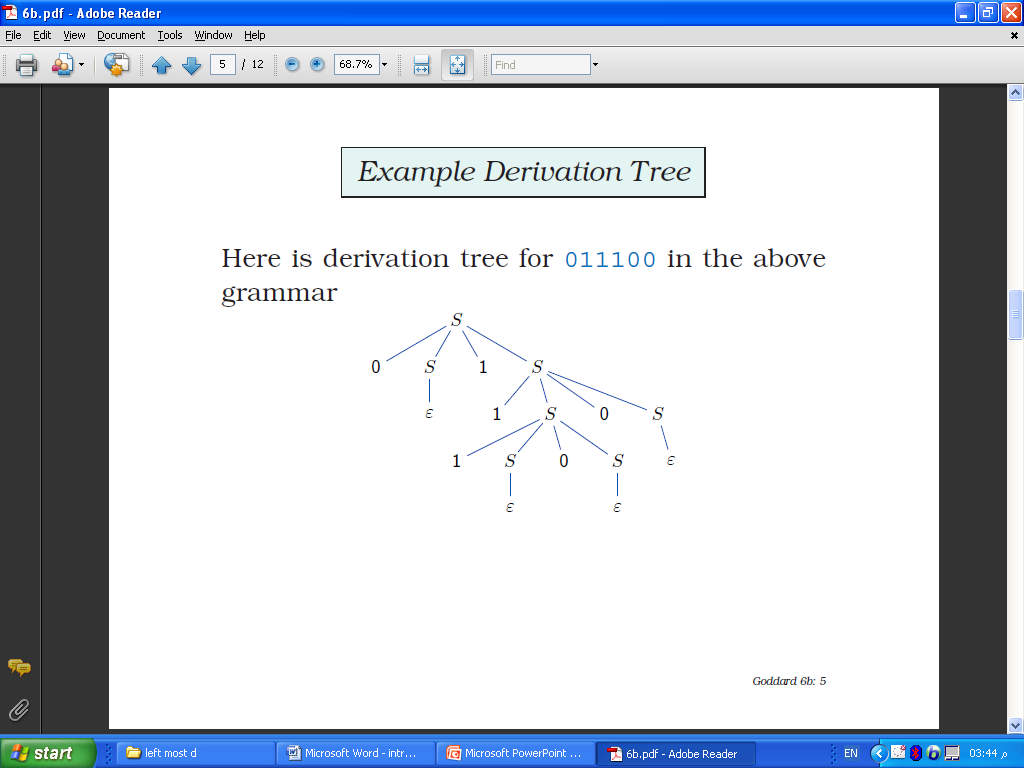 6b.pdf - Adobe Reader
File Edit View Document Tools Window Help
5 / 12 68.7% Find
Example Derivation Tree
Here is derivation tree for 011100 in the above
grammar
S
0 S 1 S
ε 1 S 0 S
1 S 0 S ε
ε ε
Goddard 6b: 5
start left most d Microsoft Word - intr... Microsoft PowerPoint ... 6b.pdf - Adobe Reader EN 03:44 م